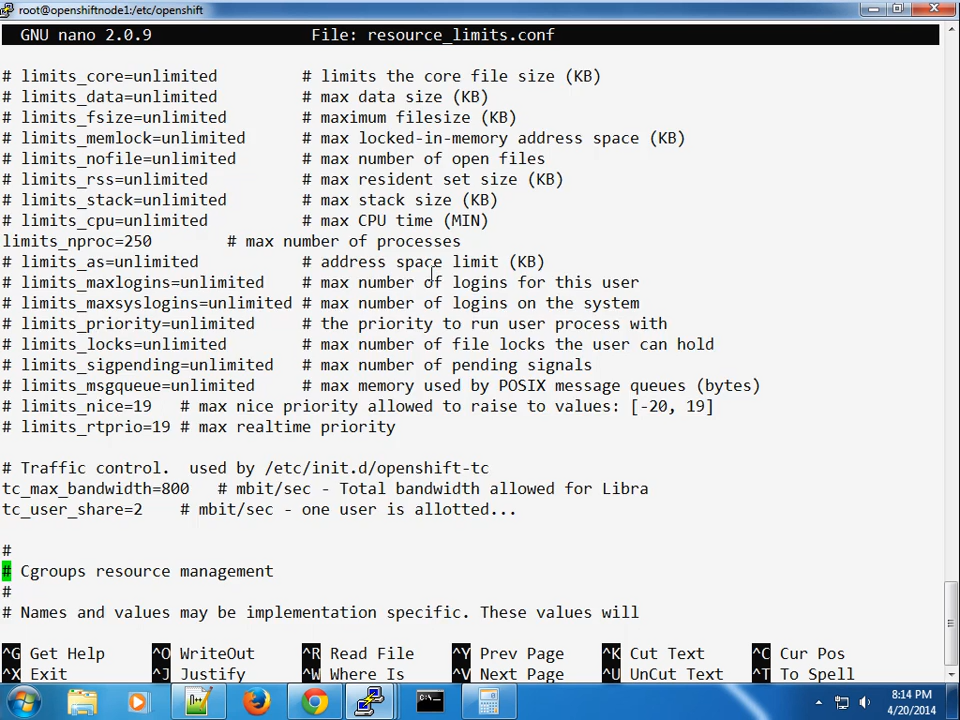 root@openshiftnode1:/etc/openshift
GNU nano 2.0.9 File: resource_limits.conf
# limits_core=unlimited # limits the core file size (KB)
# limits_data=unlimited # max data size (KB)
# limits_fsize=unlimited # maximum filesize (KB)
# limits_memlock=unlimited # max locked-in-memory address space (KB)
# limits_nofile=unlimited # max number of open files
# limits_rss=unlimited # max resident set size (KB)
# limits_stack=unlimited # max stack size (KB)
# limits_cpu=unlimited # max CPU time (MIN)
limits_nproc=250 # max number of processes
# limits_as=unlimited # address space limit (KB)
# limits_maxlogins=unlimited # max number of logins for this user
# limits_maxsyslogins=unlimited # max number of logins on the system
# limits_priority=unlimited # the priority to run user process with
# limits_locks=unlimited # max number of file locks the user can hold
# limits_sigpending=unlimited # max number of pending signals
# limits_msgqueue=unlimited # max memory used by POSIX message queues (bytes)
# limits_nice=19 # max nice priority allowed to raise to values: [-20, 19]
# limits_rtprio=19 # max realtime priority
# Traffic control. used by /etc/init.d/openshift-tc
tc_max_bandwidth=800 # mbit/sec - Total bandwidth allowed for Libra
tc_user_share=2 # mbit/sec - one user is allotted...
#
# Cgroups resource management
#
# Names and values may be implementation specific. These values will
^G Get Help ^O WriteOut ^R Read File ^Y Prev Page ^K Cut Text ^C Cur Pos
^X Exit ^J Justify ^W Where Is ^V Next Page ^U UnCut Text ^T To Spell
8:14 PM
4/20/2014